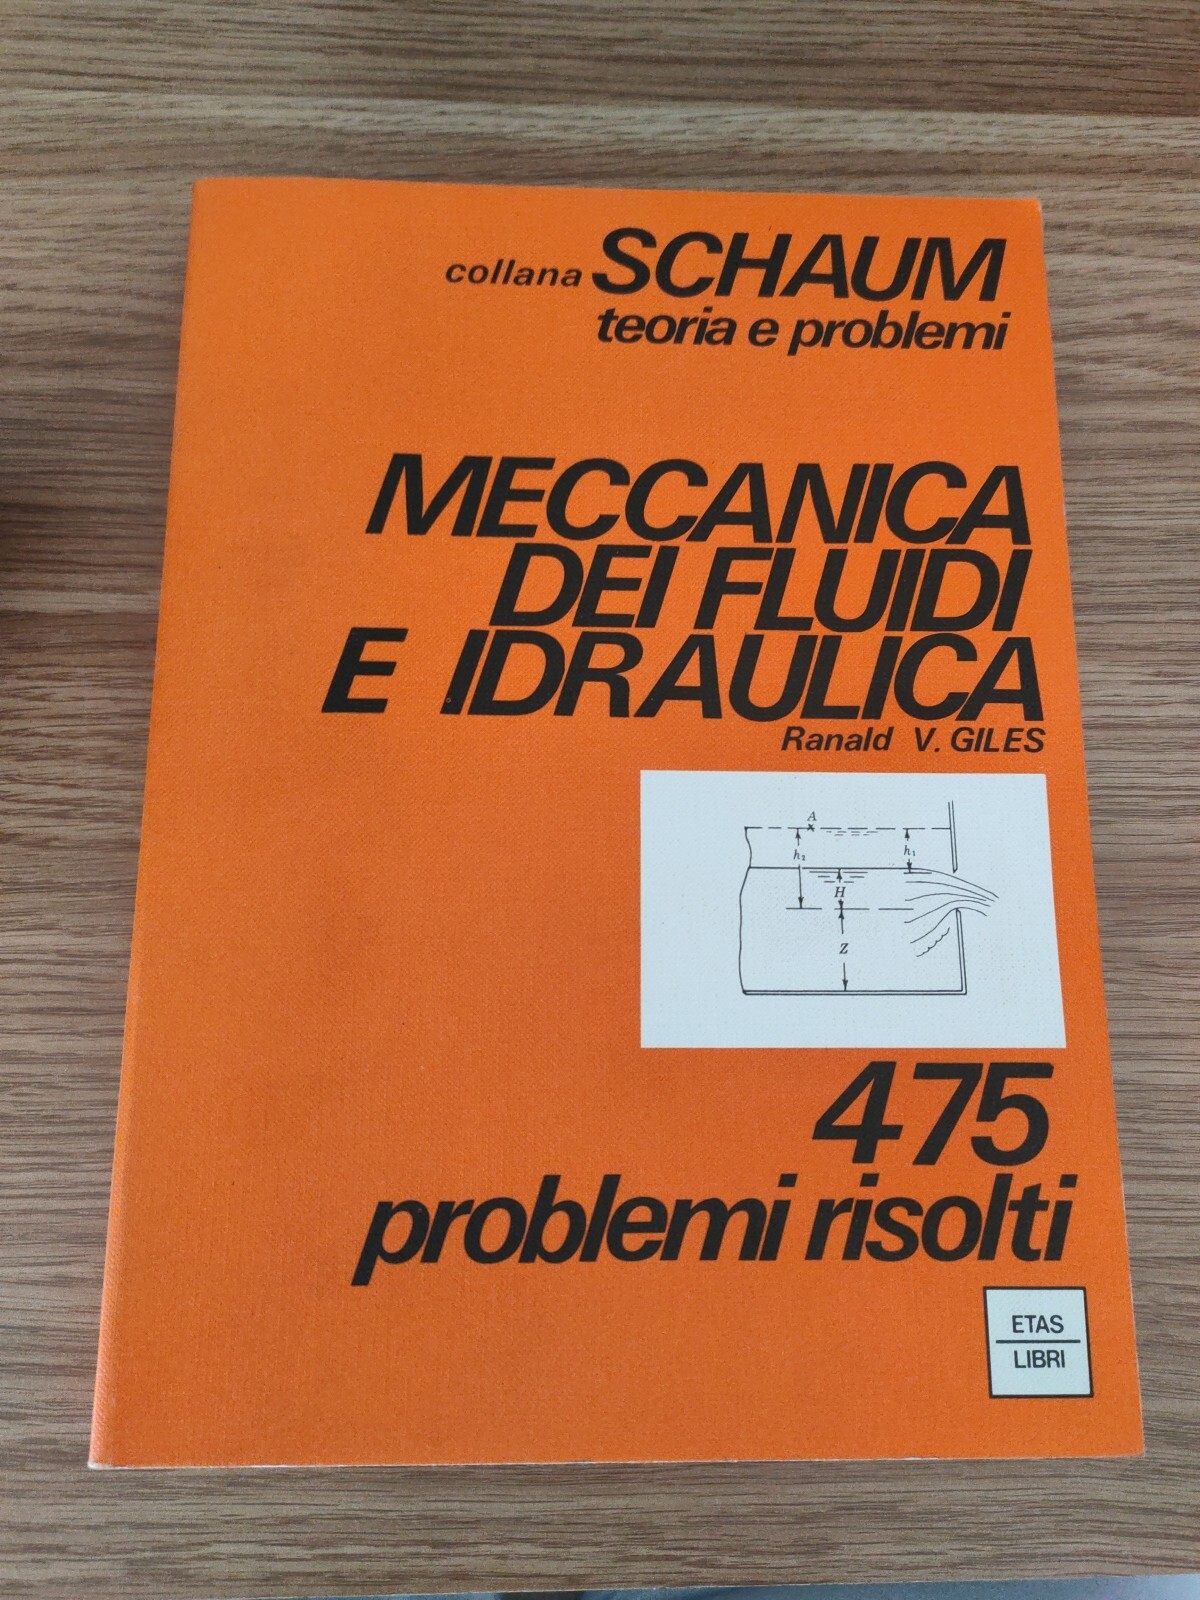 collana SCHAUM
teoria e problemi
MECCANICA
DEI FLUIDI
E IDRAULICA
Ranald V. GILES
A
h2
h1
H
Z
475
problemi risolti
ETAS
LIBRI